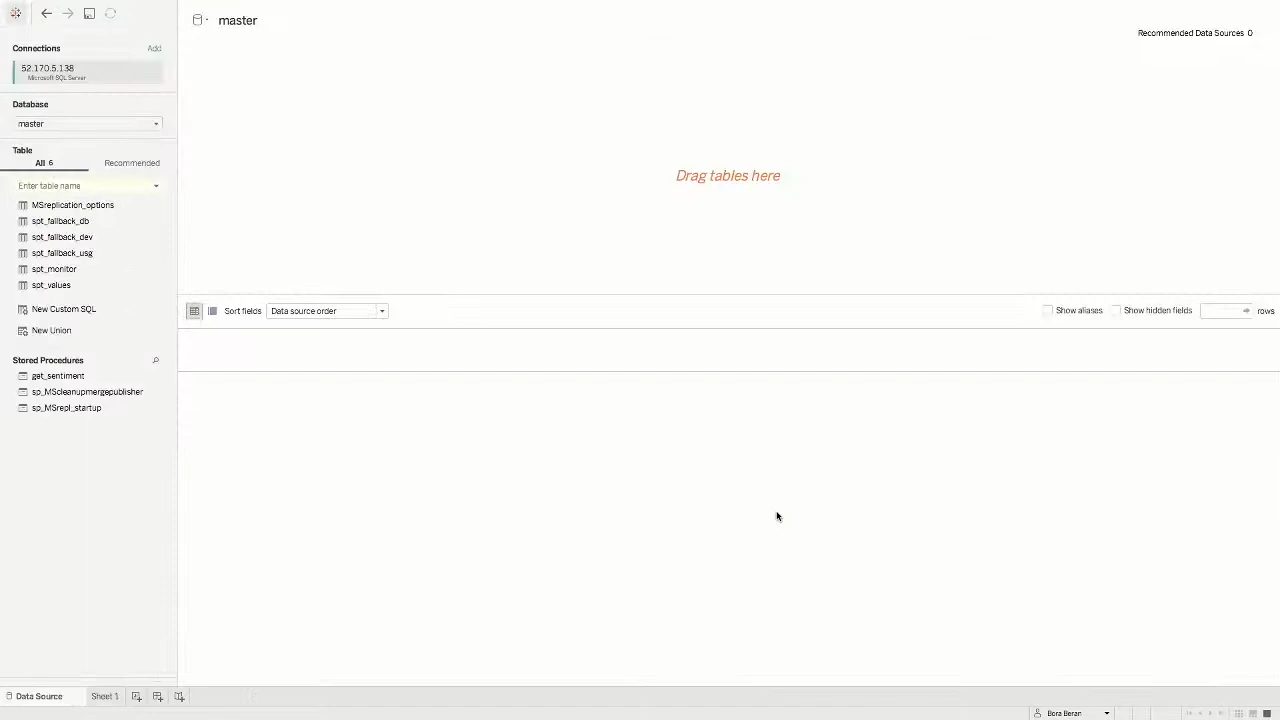 master
Recommended Data Sources 0
Connections
Add
52.170.5.138
Microsoft SQL Server
Database
master
Table
All 6
Recommended
Enter table name
MSreplication_options
spt_fallback_db
spt_fallback_dev
spt_fallback_usg
spt_monitor
spt_values
New Custom SQL
New Union
Stored Procedures
get_sentiment
sp_MScleanupmergepublisher
sp_MSrepl_startup
Drag tables here
Sort fields
Data source order
Show aliases
Show hidden fields
rows
Data Source
Sheet 1
Bora Beran